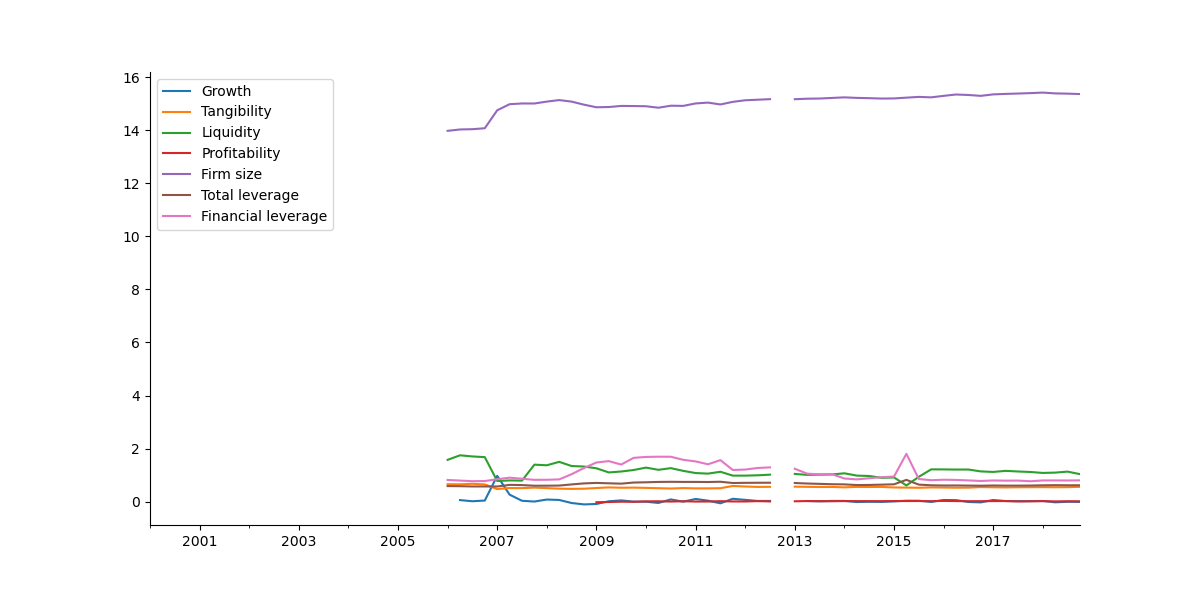 16
14
12
10
8
6
4
2
0
Growth
Tangibility
Liquidity
Profitability
Firm size
Total leverage
Financial leverage
2001 2003 2005 2007 2009 2011 2013 2015 2017